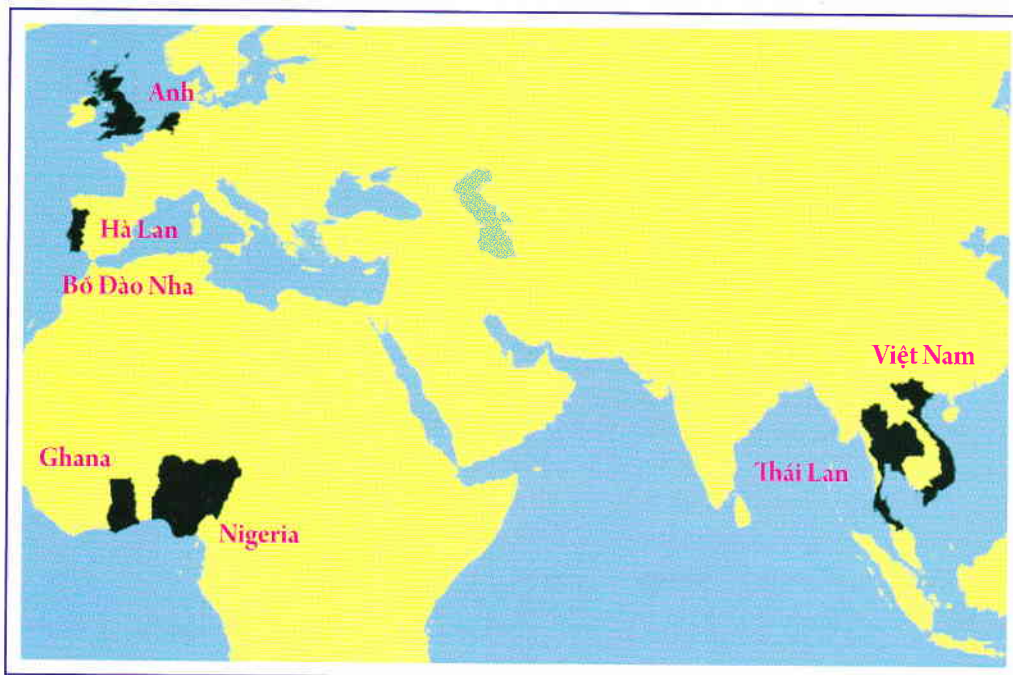 Anh
Hà Lan
Bồ Đào Nha
Việt Nam
Ghana
Thái Lan
Nigeria